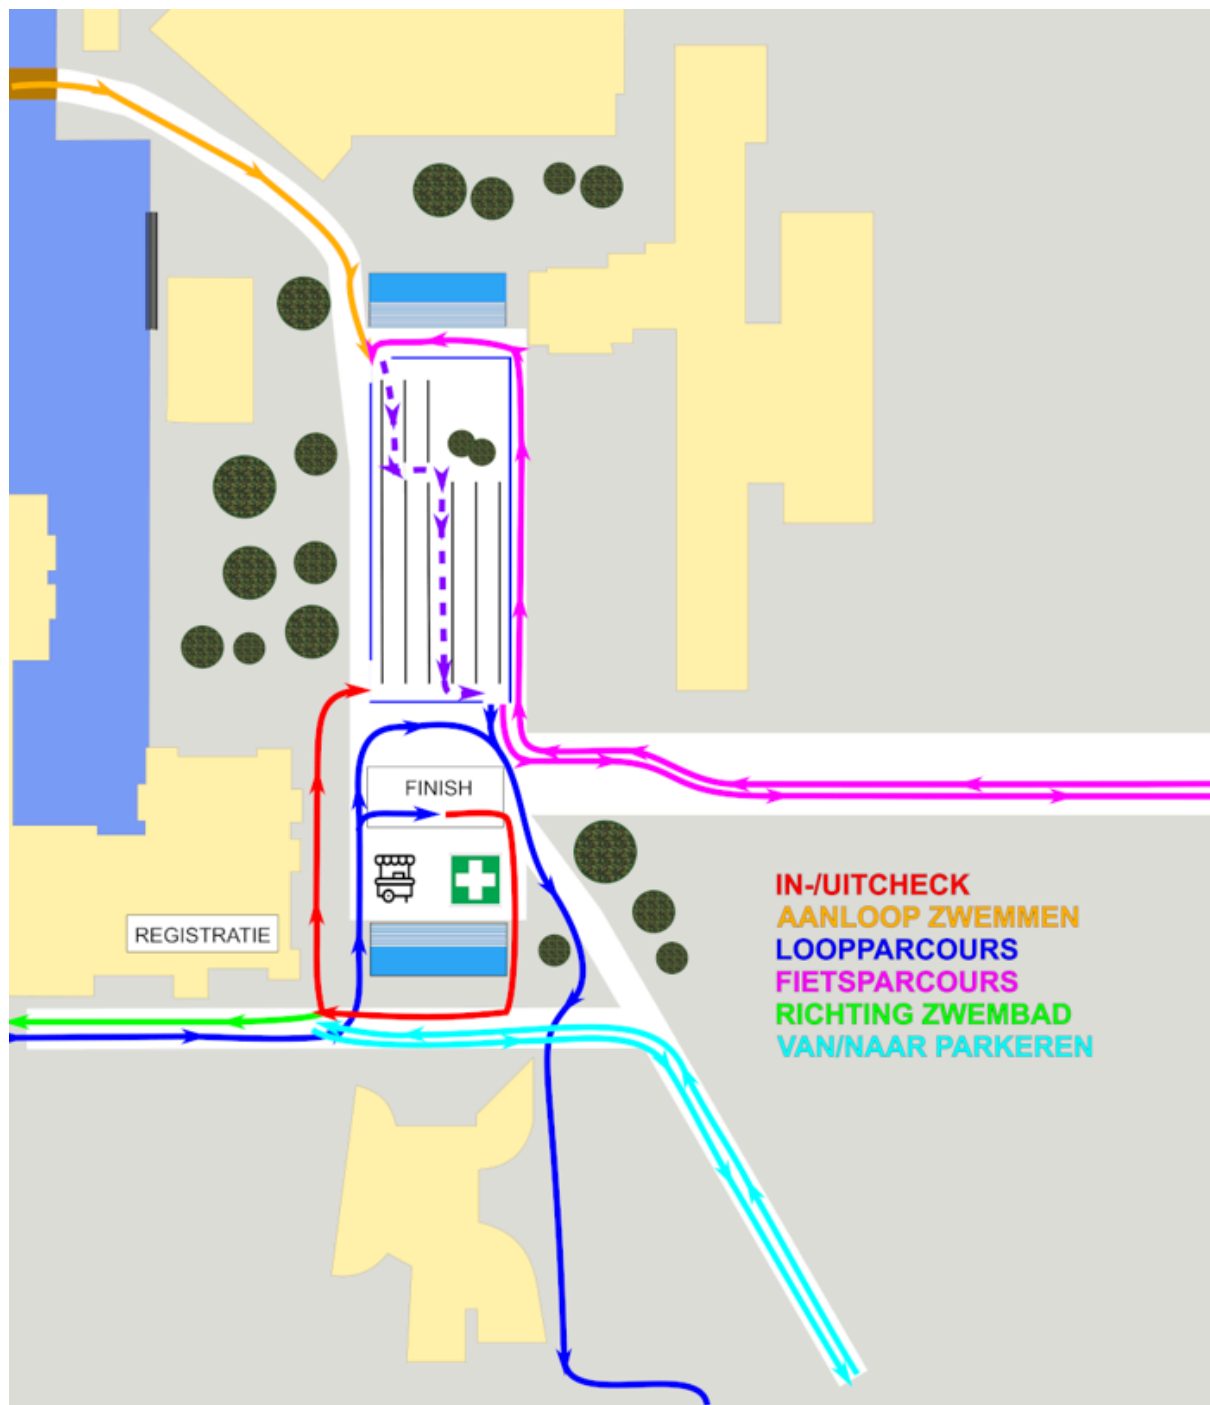 FINISH
REGISTRATIE
IN-/UITCHECK
AANLOOP ZWEMMEN
LOOPPARCOURS
FIETSPARCOURS
RICHTING ZWEMBAD
VAN/NAAR PARKEREN